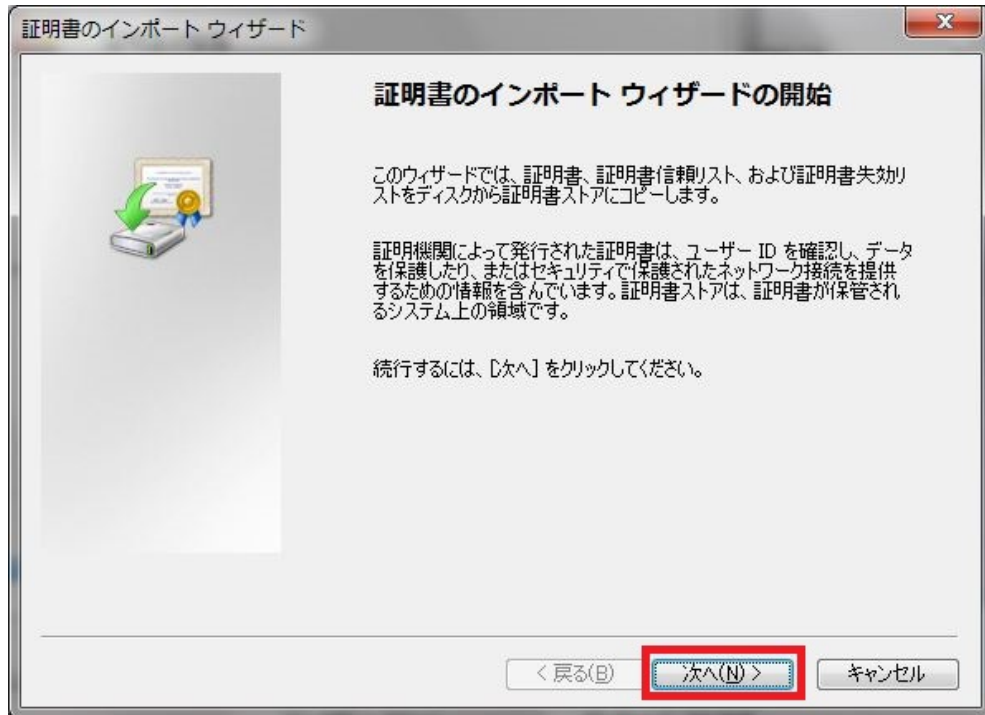 証明書のインポート ウィザード
証明書のインポート ウィザードの開始
このウィザードでは、証明書、証明書信頼リスト、および証明書失効リ
ストをディスクから証明書ストアにコピーします。
証明機関によって発行された証明書は、ユーザー ID を確認し、データ
を保護したり、またはセキュリティで保護されたネットワーク接続を提供
するための情報を含んでいます。証明書ストアは、証明書が保管され
るシステム上の領域です。
続行するには、[次へ] をクリックしてください。
< 戻る(B)
次へ(N) >
キャンセル